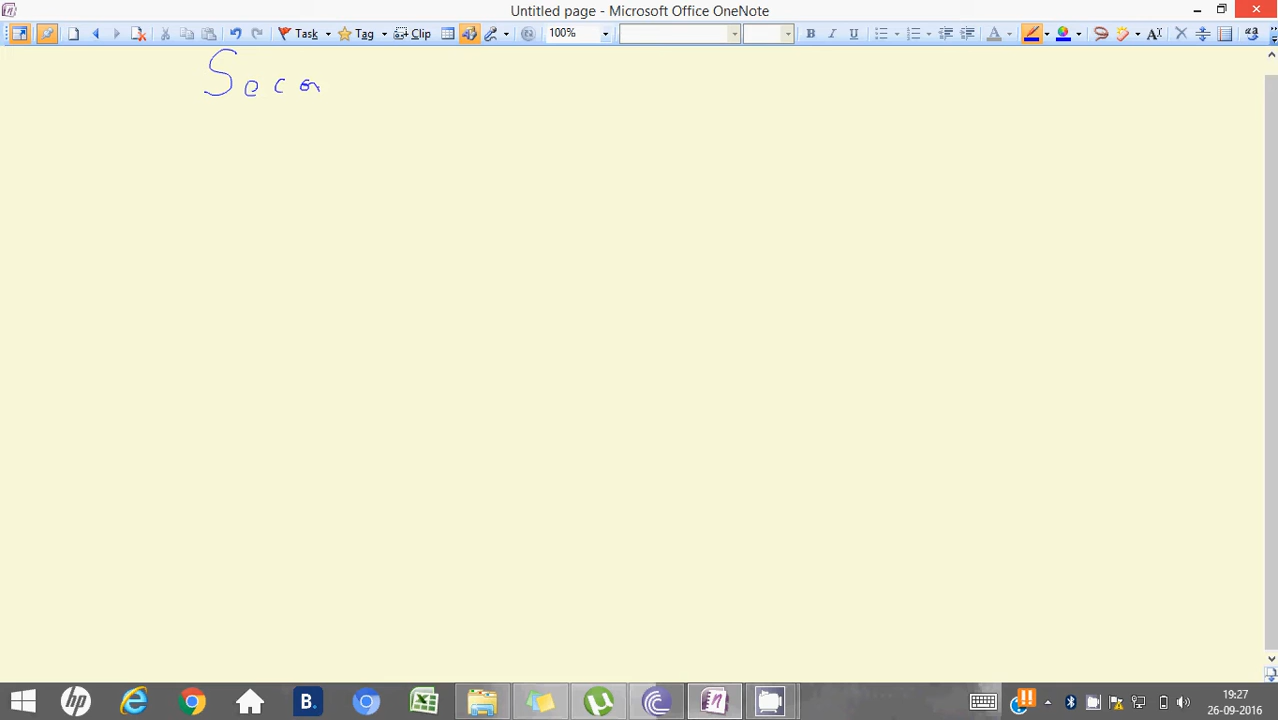 Untitled page - Microsoft Office OneNote
Task Tag Clip 100% B I U
Secon
B.
19:27
26-09-2016